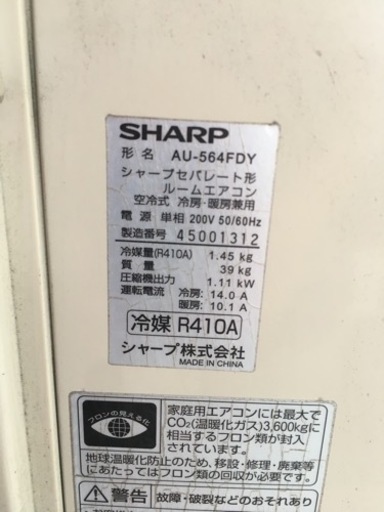 SHARP
形名 AU-564FDY
シャープセパレート形
ルームエアコン
空冷式 冷房・暖房兼用
電源 単相 200V 50/60Hz
製造番号 45001312
冷媒量(R410A) 1.45 kg
質量 39 kg
圧縮機出力 1.11 kW
運転電流 冷房: 14.0 A
暖房: 10.1 A
冷媒 R410A
シャープ株式会社
MADE IN CHINA
フロンの見える化
家庭用エアコンには最大で
CO₂(温暖化ガス)3,600kgに
相当するフロン類が封入
されています。
地球温暖化防止のため、移設・修理・廃棄等
にあたってはフロン類の回収が必要です。
警告 故障・破裂などのおそれあり